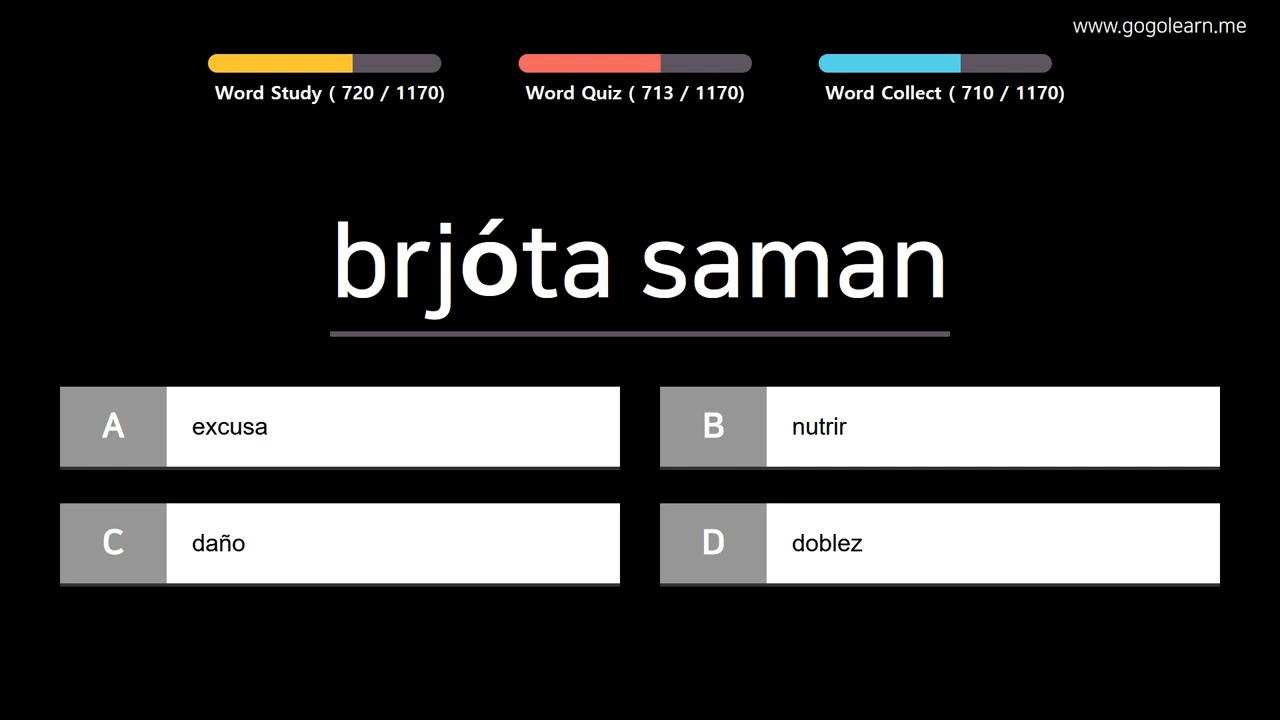 www.gogolearn.me
Word Study ( 720 / 1170)
Word Quiz ( 713 / 1170)
Word Collect ( 710 / 1170)
brjóta saman
A excusa
B nutrir
C daño
D doblez